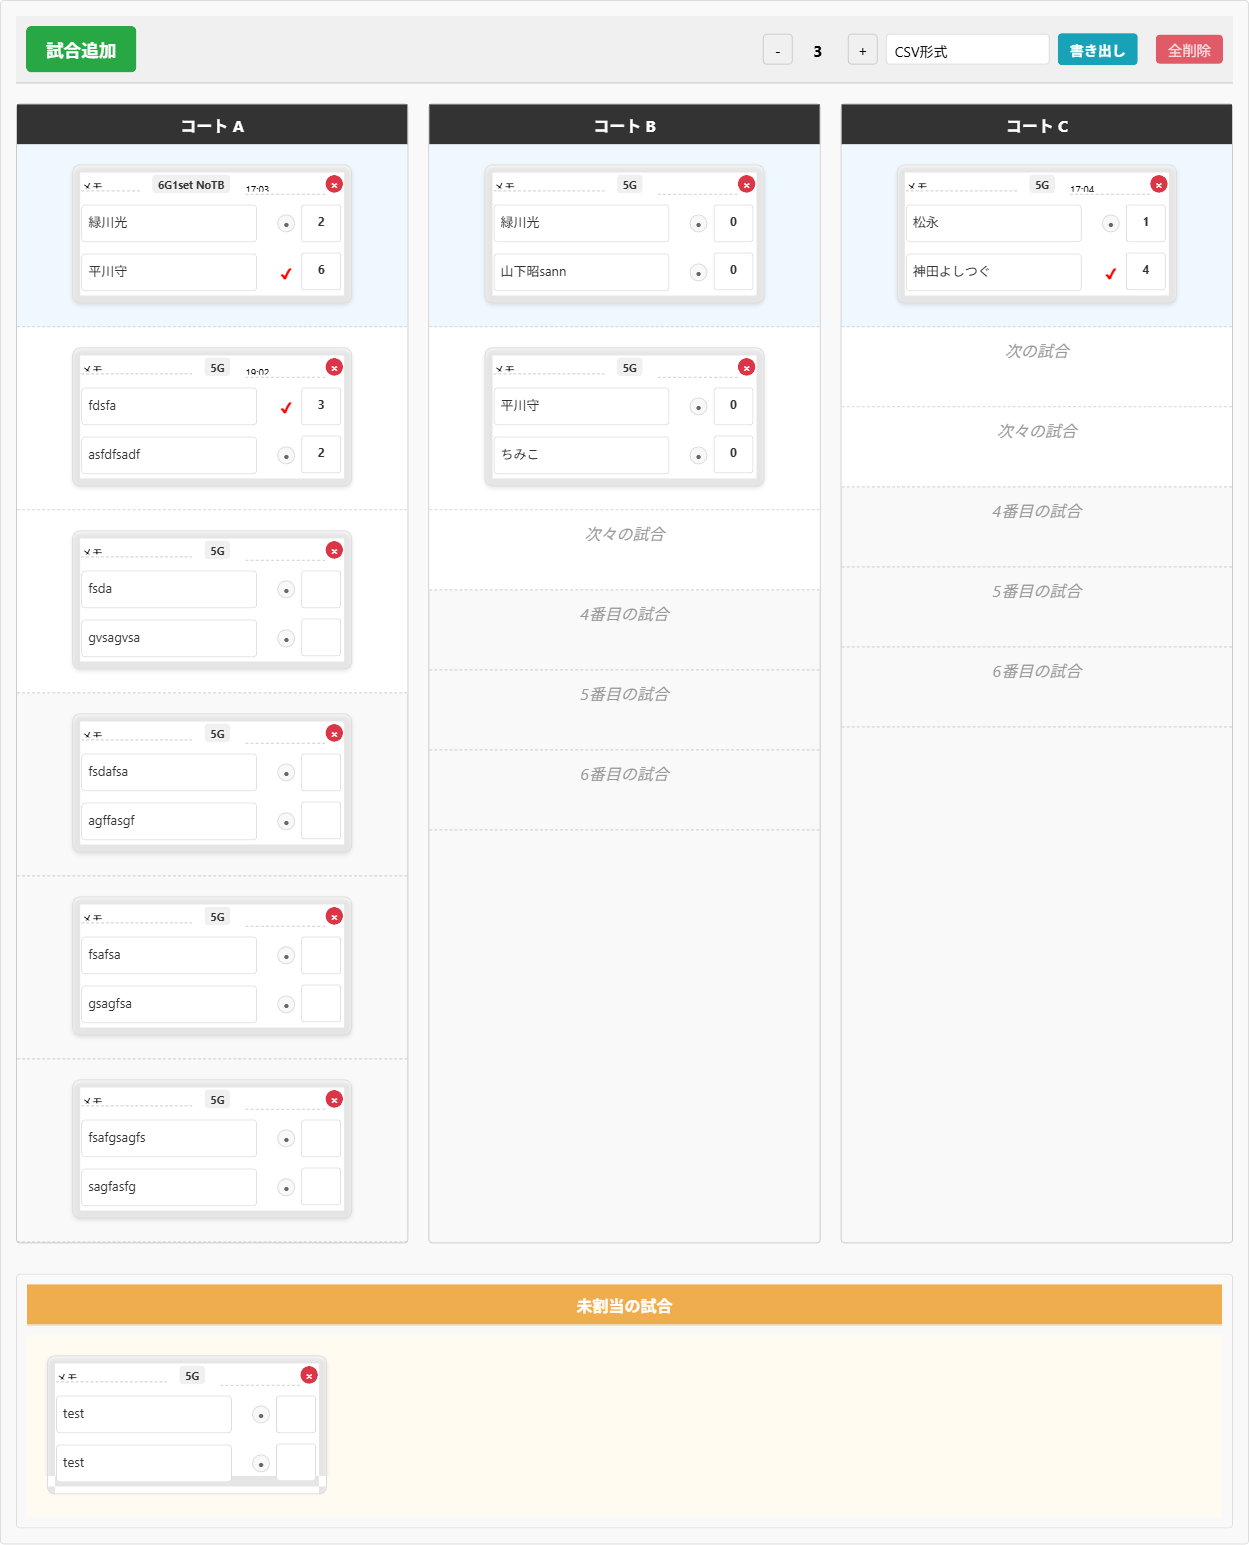 試合追加
- 3 + CSV形式 書き出し 全削除
コート A
メモ 6G1set NoTB 17:03 ×
緑川光 2
平川守 ✓ 6
メモ 5G 19:02 ×
fdsfa ✓ 3
asfdfsadf 2
メモ 5G ×
fsda
gvsagvsa
メモ 5G ×
fsdafsa
agffasgf
メモ 5G ×
fsafsa
gsagfsa
メモ 5G ×
fsafgsagfs
sagfasfg
コート B
メモ 5G ×
緑川光 0
山下昭sann 0
メモ 5G ×
平川守 0
ちみこ 0
次々の試合
4番目の試合
5番目の試合
6番目の試合
コート C
メモ 5G 17:04 ×
松永 1
神田よしつぐ ✓ 4
次の試合
次々の試合
4番目の試合
5番目の試合
6番目の試合
未割当の試合
メモ 5G ×
test
test